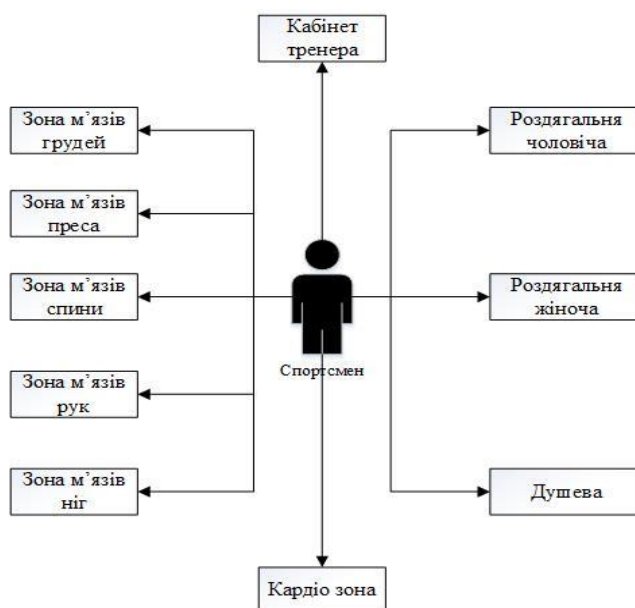 Кабінет
тренера
Зона м’язів
грудей
Роздягальня
чоловіча
Зона м’язів
преса
Зона м’язів
спини
Роздягальня
жіноча
Спортсмен
Зона м’язів
рук
Зона м’язів
ніг
Душева
Кардіо зона